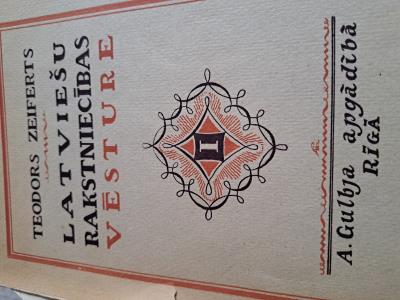 TEODORS ZEIFERTS
LATVIEŠU
RAKSTNIECĪBAS
VĒSTURE
I
A. Gulbja apgādībā
RĪGĀ